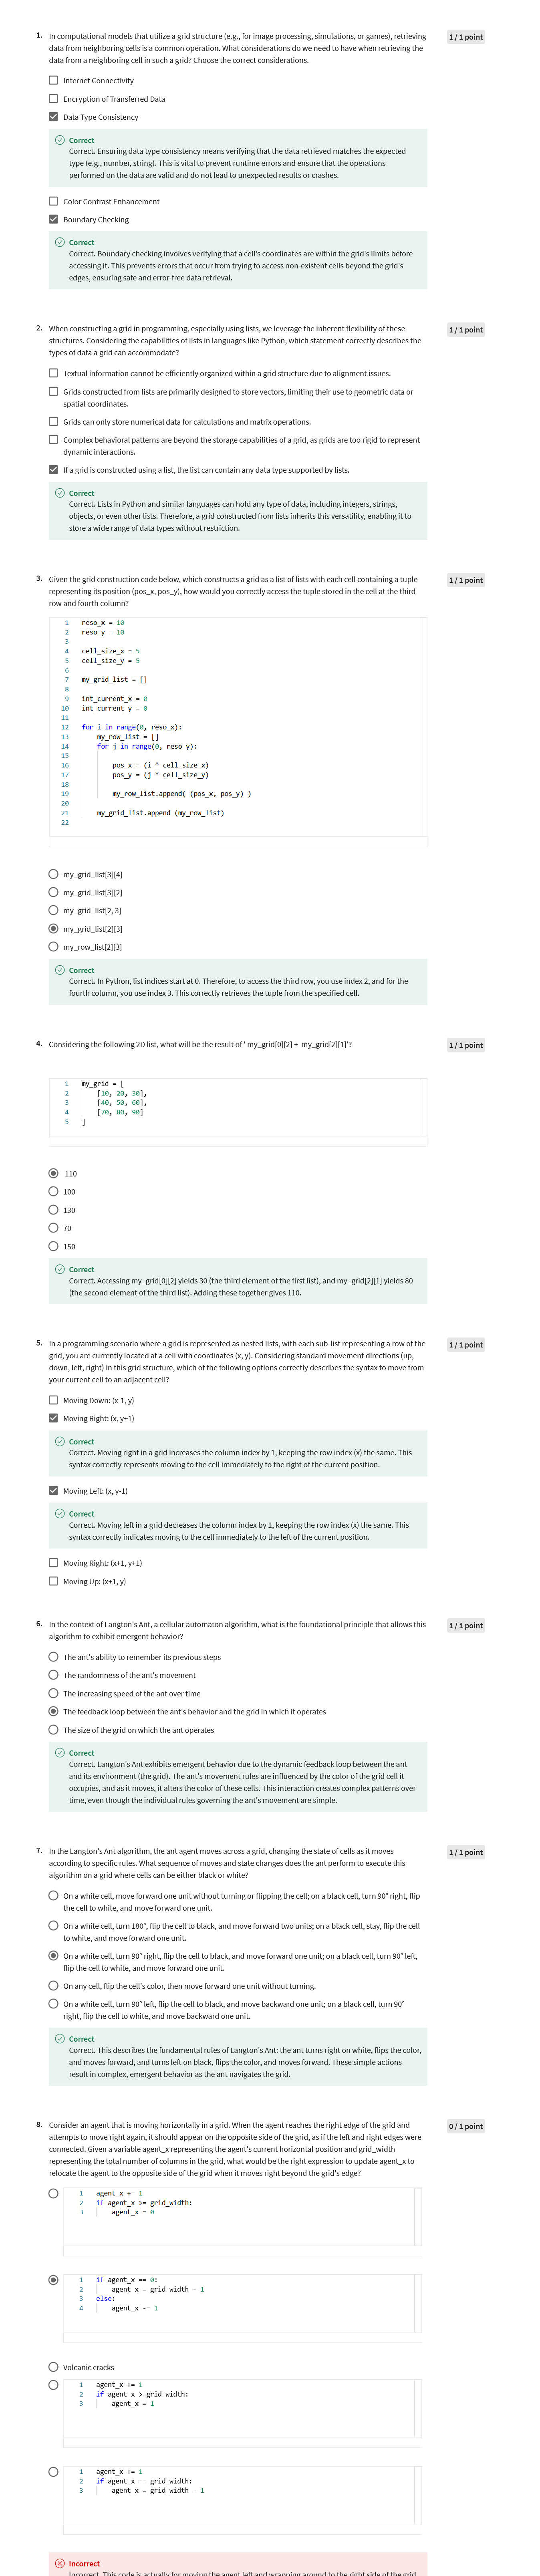 1.
In computational models that utilize a grid structure (e.g., for image processing, simulations, or games), retrieving
data from neighboring cells is a common operation. What considerations do we need to have when retrieving the
data from a neighboring cell in such a grid? Choose the correct considerations.
1 / 1 point
Internet Connectivity
Encryption of Transferred Data
Data Type Consistency
Correct
Correct. Ensuring data type consistency means verifying that the data retrieved matches the expected
type (e.g., number, string). This is vital to prevent runtime errors and ensure that the operations
performed on the data are valid and do not lead to unexpected results or crashes.
Color Contrast Enhancement
Boundary Checking
Correct
Correct. Boundary checking involves verifying that a cell's coordinates are within the grid's limits before
accessing it. This prevents errors that occur from trying to access non-existent cells beyond the grid's
edges, ensuring safe and error-free data retrieval.
2.
When constructing a grid in programming, especially using lists, we leverage the inherent flexibility of these
structures. Considering the capabilities of lists in languages like Python, which statement correctly describes the
types of data a grid can accommodate?
1 / 1 point
Textual information cannot be efficiently organized within a grid structure due to alignment issues.
Grids constructed from lists are primarily designed to store vectors, limiting their use to geometric data or
spatial coordinates.
Grids can only store numerical data for calculations and matrix operations.
Complex behavioral patterns are beyond the storage capabilities of a grid, as grids are too rigid to represent
dynamic interactions.
If a grid is constructed using a list, the list can contain any data type supported by lists.
Correct
Correct. Lists in Python and similar languages can hold any type of data, including integers, strings,
objects, or even other lists. Therefore, a grid constructed from lists inherits this versatility, enabling it to
store a wide range of data types without restriction.
3.
Given the grid construction code below, which constructs a grid as a list of lists with each cell containing a tuple
representing its position (pos_x, pos_y), how would you correctly access the tuple stored in the cell at the third
row and fourth column?
1 / 1 point
1 reso_x = 10
2 reso_y = 10
3
4 cell_size_x = 5
5 cell_size_y = 5
6
7 my_grid_list = []
8
9 int_current_x = 0
10 int_current_y = 0
11
12 for i in range(0, reso_x):
13 my_row_list = []
14 for j in range(0, reso_y):
15
16 pos_x = (i * cell_size_x)
17 pos_y = (j * cell_size_y)
18
19 my_row_list.append( (pos_x, pos_y) )
20
21 my_grid_list.append (my_row_list)
22
my_grid_list[3][4]
my_grid_list[3][2]
my_grid_list[2, 3]
my_grid_list[2][3]
my_row_list[2][3]
Correct
Correct. In Python, list indices start at 0. Therefore, to access the third row, you use index 2, and for the
fourth column, you use index 3. This correctly retrieves the tuple from the specified cell.
4.
Considering the following 2D list, what will be the result of ' my_grid[0][2] + my_grid[2][1]'?
1 / 1 point
1 my_grid = [
2 [10, 20, 30],
3 [40, 50, 60],
4 [70, 80, 90]
5 ]
110
100
130
70
150
Correct
Correct. Accessing my_grid[0][2] yields 30 (the third element of the first list), and my_grid[2][1] yields 80
(the second element of the third list). Adding these together gives 110.
5.
In a programming scenario where a grid is represented as nested lists, with each sub-list representing a row of the
grid, you are currently located at a cell with coordinates (x, y). Considering standard movement directions (up,
down, left, right) in this grid structure, which of the following options correctly describes the syntax to move from
your current cell to an adjacent cell?
1 / 1 point
Moving Down: (x-1, y)
Moving Right: (x, y+1)
Correct
Correct. Moving right in a grid increases the column index by 1, keeping the row index (x) the same. This
syntax correctly represents moving to the cell immediately to the right of the current position.
Moving Left: (x, y-1)
Correct
Correct. Moving left in a grid decreases the column index by 1, keeping the row index (x) the same. This
syntax correctly indicates moving to the cell immediately to the left of the current position.
Moving Right: (x+1, y+1)
Moving Up: (x+1, y)
6.
In the context of Langton's Ant, a cellular automaton algorithm, what is the foundational principle that allows this
algorithm to exhibit emergent behavior?
1 / 1 point
The ant's ability to remember its previous steps
The randomness of the ant's movement
The increasing speed of the ant over time
The feedback loop between the ant's behavior and the grid in which it operates
The size of the grid on which the ant operates
Correct
Correct. Langton's Ant exhibits emergent behavior due to the dynamic feedback loop between the ant
and its environment (the grid). The ant's movement rules are influenced by the color of the grid cell it
occupies, and as it moves, it alters the color of these cells. This interaction creates complex patterns over
time, even though the individual rules governing the ant's movement are simple.
7.
In the Langton's Ant algorithm, the ant agent moves across a grid, changing the state of cells as it moves
according to specific rules. What sequence of moves and state changes does the ant perform to execute this
algorithm on a grid where cells can be either black or white?
1 / 1 point
On a white cell, move forward one unit without turning or flipping the cell; on a black cell, turn 90° right, flip
the cell to white, and move forward one unit.
On a white cell, turn 180°, flip the cell to black, and move forward two units; on a black cell, stay, flip the cell
to white, and move forward one unit.
On a white cell, turn 90° right, flip the cell to black, and move forward one unit; on a black cell, turn 90° left,
flip the cell to white, and move forward one unit.
On any cell, flip the cell's color, then move forward one unit without turning.
On a white cell, turn 90° left, flip the cell to black, and move backward one unit; on a black cell, turn 90°
right, flip the cell to white, and move backward one unit.
Correct
Correct. This describes the fundamental rules of Langton's Ant: the ant turns right on white, flips the color,
and moves forward, and turns left on black, flips the color, and moves forward. These simple actions
result in complex, emergent behavior as the ant navigates the grid.
8.
Consider an agent that is moving horizontally in a grid. When the agent reaches the right edge of the grid and
attempts to move right again, it should appear on the opposite side of the grid, as if the left and right edges were
connected. Given a variable agent_x representing the agent's current horizontal position and grid_width
representing the total number of columns in the grid, what would be the right expression to update agent_x to
relocate the agent to the opposite side of the grid when it moves right beyond the grid's edge?
0 / 1 point
1 agent_x += 1
2 if agent_x >= grid_width:
3 agent_x = 0
1 if agent_x == 0:
2 agent_x = grid_width - 1
3 else:
4 agent_x -= 1
Volcanic cracks
1 agent_x += 1
2 if agent_x > grid_width:
3 agent_x = 1
1 agent_x += 1
2 if agent_x == grid_width:
3 agent_x = grid_width - 1
Incorrect
Incorrect. This code is actually for moving the agent left and wrapping around to the right side of the grid